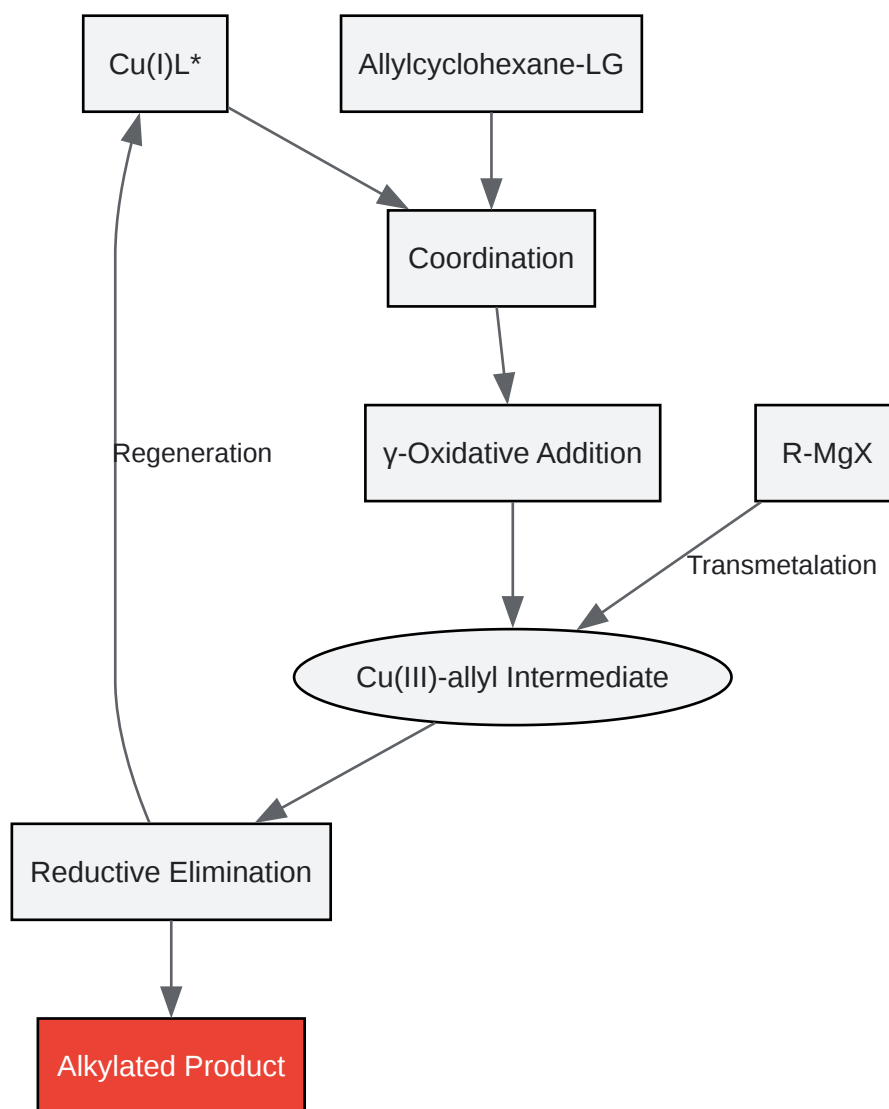 Cu(I)L*
Allylcyclohexane-LG
Coordination
γ-Oxidative Addition
R-MgX
Regeneration
Transmetalation
Cu(III)-allyl Intermediate
Reductive Elimination
Alkylated Product